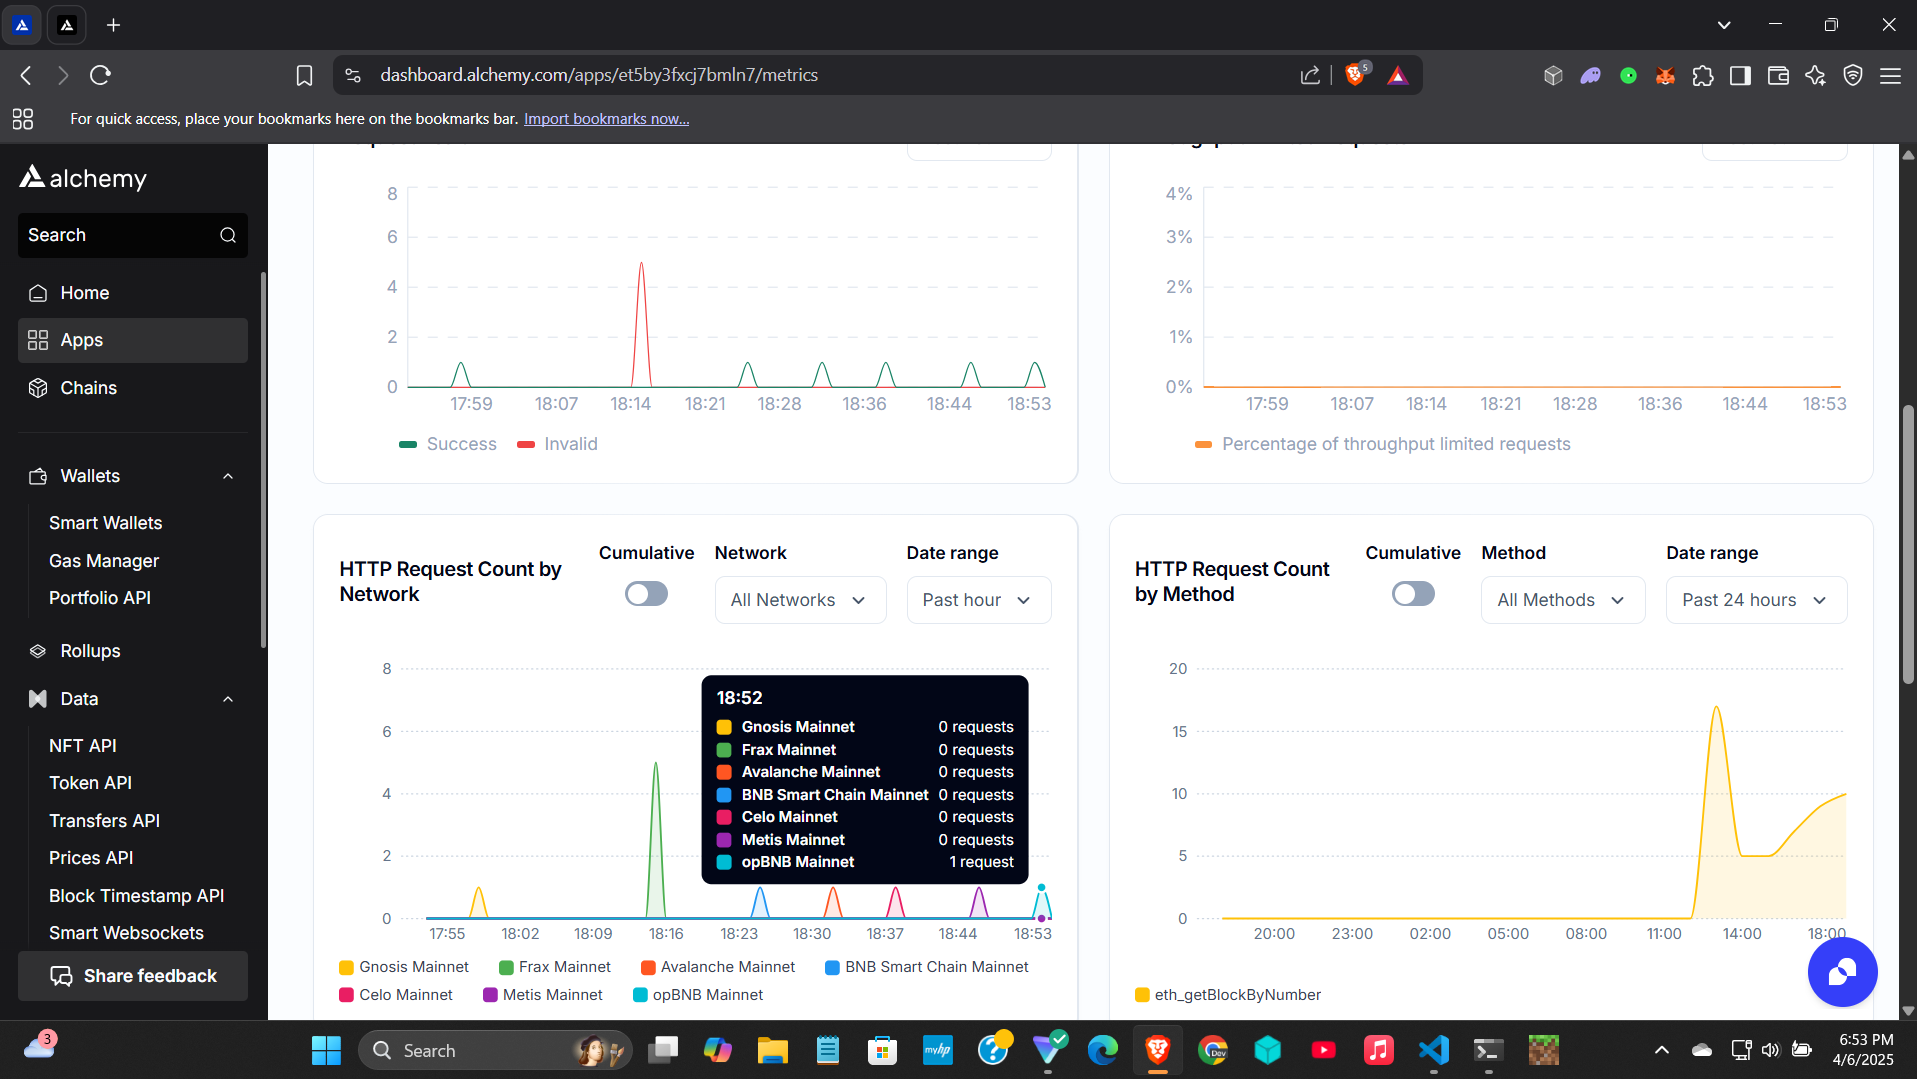 dashboard.alchemy.com/apps/et5by3fxcj7bmln7/metrics
5
For quick access, place your bookmarks here on the bookmarks bar. Import bookmarks now...
alchemy
Search
Home
Apps
Chains
Wallets
Smart Wallets
Gas Manager
Portfolio API
Rollups
Data
NFT API
Token API
Transfers API
Prices API
Block Timestamp API
Smart Websockets
Share feedback
8
6
4
2
0
17:59 18:07 18:14 18:21 18:28 18:36 18:44 18:53
Success Invalid
4%
3%
2%
1%
0%
17:59 18:07 18:14 18:21 18:28 18:36 18:44 18:53
Percentage of throughput limited requests
HTTP Request Count by
Network
Cumulative
Network
All Networks
Date range
Past hour
8
6
4
2
0
18:52
Gnosis Mainnet 0 requests
Frax Mainnet 0 requests
Avalanche Mainnet 0 requests
BNB Smart Chain Mainnet 0 requests
Celo Mainnet 0 requests
Metis Mainnet 0 requests
opBNB Mainnet 1 request
17:55 18:02 18:09 18:16 18:23 18:30 18:37 18:44 18:53
Gnosis Mainnet Frax Mainnet Avalanche Mainnet BNB Smart Chain Mainnet
Celo Mainnet Metis Mainnet opBNB Mainnet
HTTP Request Count
by Method
Cumulative
Method
All Methods
Date range
Past 24 hours
20
15
10
5
0
20:00 23:00 02:00 05:00 08:00 11:00 14:00 18:00
eth_getBlockByNumber
3
Search
myhp
Dev
6:53 PM
4/6/2025